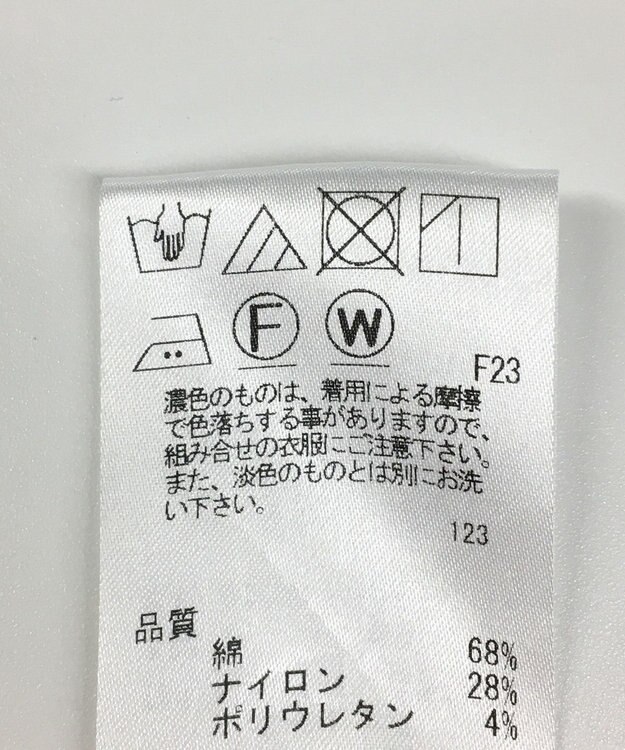 F W
F23
濃色のものは、着用による摩擦
で色落ちする事がありますので、
組み合せの衣服にご注意下さい。
また、淡色のものとは別にお洗
い下さい。
123
品質
綿 68%
ナイロン 28%
ポリウレタン 4%